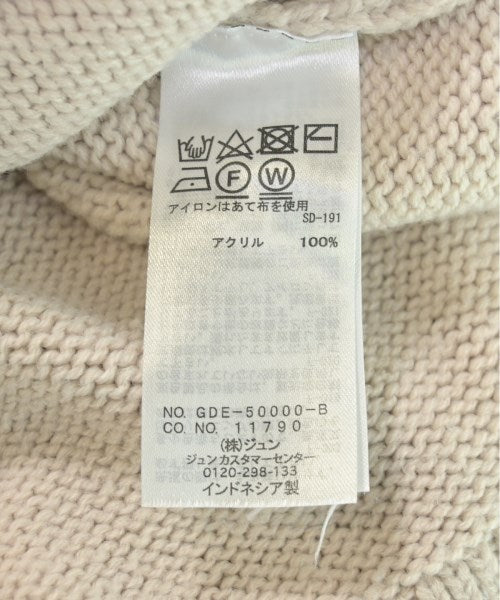 F W
アイロンはあて布を使用
SD-191
アクリル 100%
NO. GDE-50000-B
CO. NO. 11790
(株)ジュン
ジュンカスタマーセンター
0120-298-133
インドネシア製